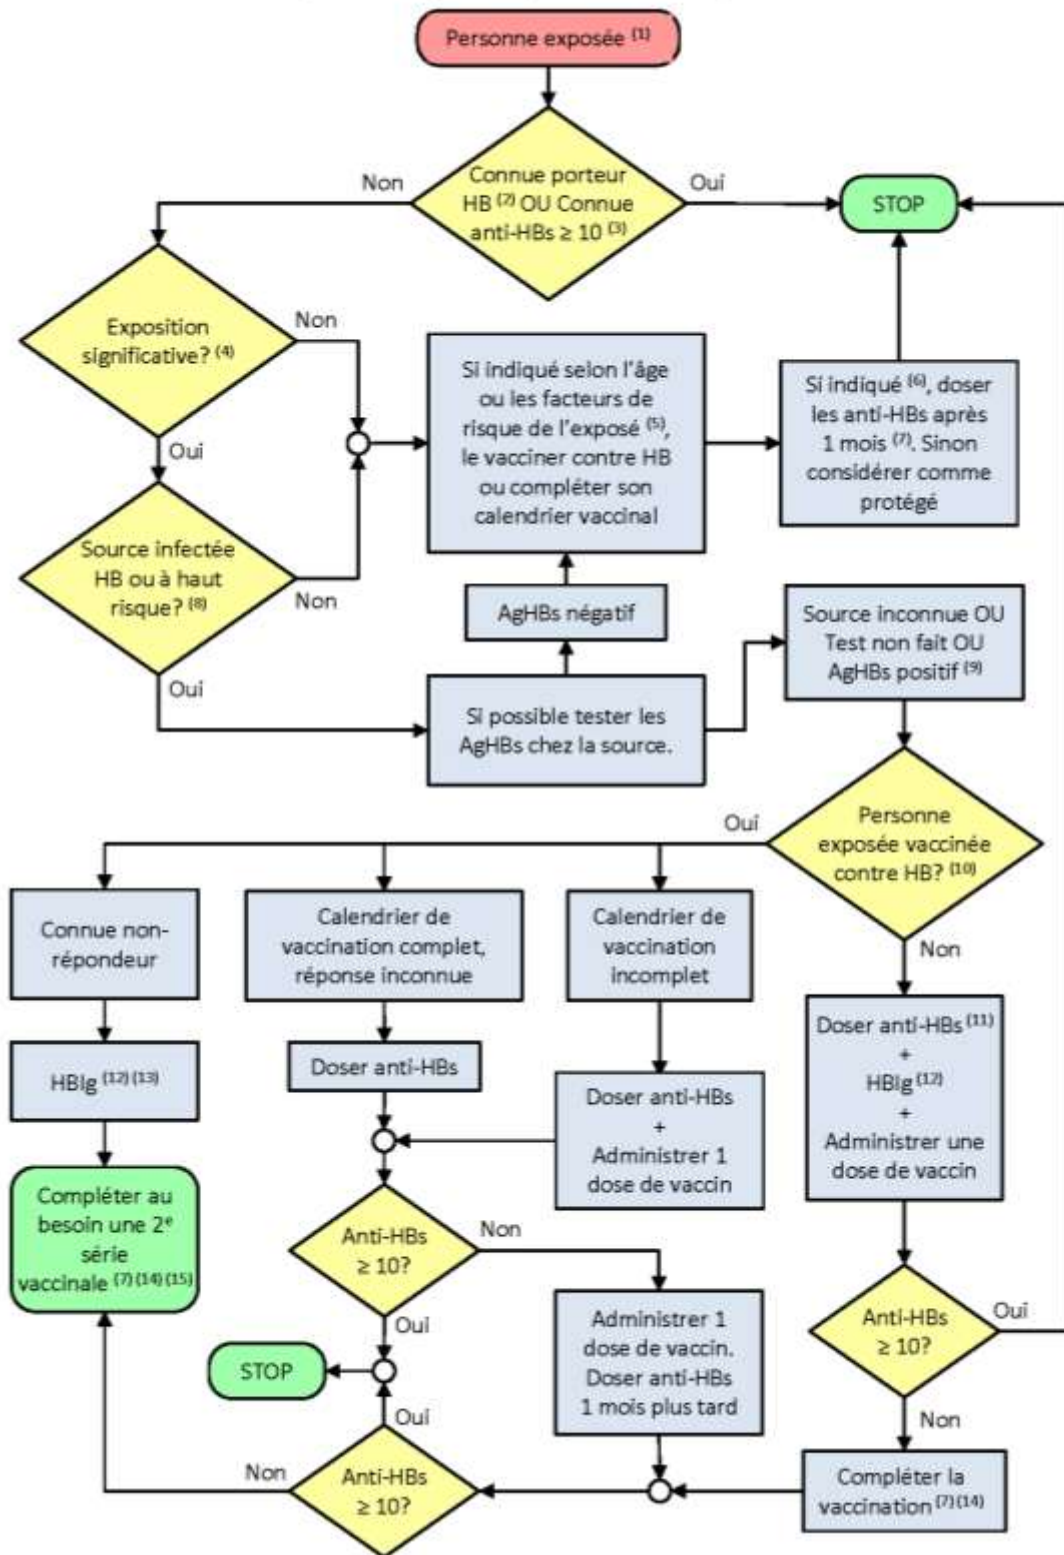 Personne exposée (1)
Connue porteur
HB (2) OU Connue
anti-HBs ≥ 10 (3)
Non
Oui
STOP
Exposition
significative? (4)
Non
Oui
Si indiqué selon l'âge
ou les facteurs de
risque de l'exposé (5),
le vacciner contre HB
ou compléter son
calendrier vaccinal
Si indiqué (6), doser
les anti-HBs après
1 mois (7). Sinon
considérer comme
protégé
Source infectée
HB ou à haut
risque? (8)
Non
Oui
AgHBs négatif
Si possible tester les
AgHBs chez la source.
Source inconnue OU
Test non fait OU
AgHBs positif (9)
Personne
exposée vaccinée
contre HB? (10)
Oui
Non
Connue non-
répondeur
Calendrier de
vaccination complet,
réponse inconnue
Calendrier de
vaccination
incomplet
HBIg (12) (13)
Doser anti-HBs
Doser anti-HBs
+
Administrer 1
dose de vaccin
Doser anti-HBs (11)
+
HBIg (12)
+
Administrer une
dose de vaccin
Compléter au
besoin une 2e
série
vaccinale (7) (14) (15)
Anti-HBs
≥ 10?
Non
Oui
Administrer 1
dose de vaccin.
Doser anti-HBs
1 mois plus tard
Anti-HBs
≥ 10?
Oui
Non
STOP
Oui
Anti-HBs
≥ 10?
Non
Compléter la
vaccination (7) (14)